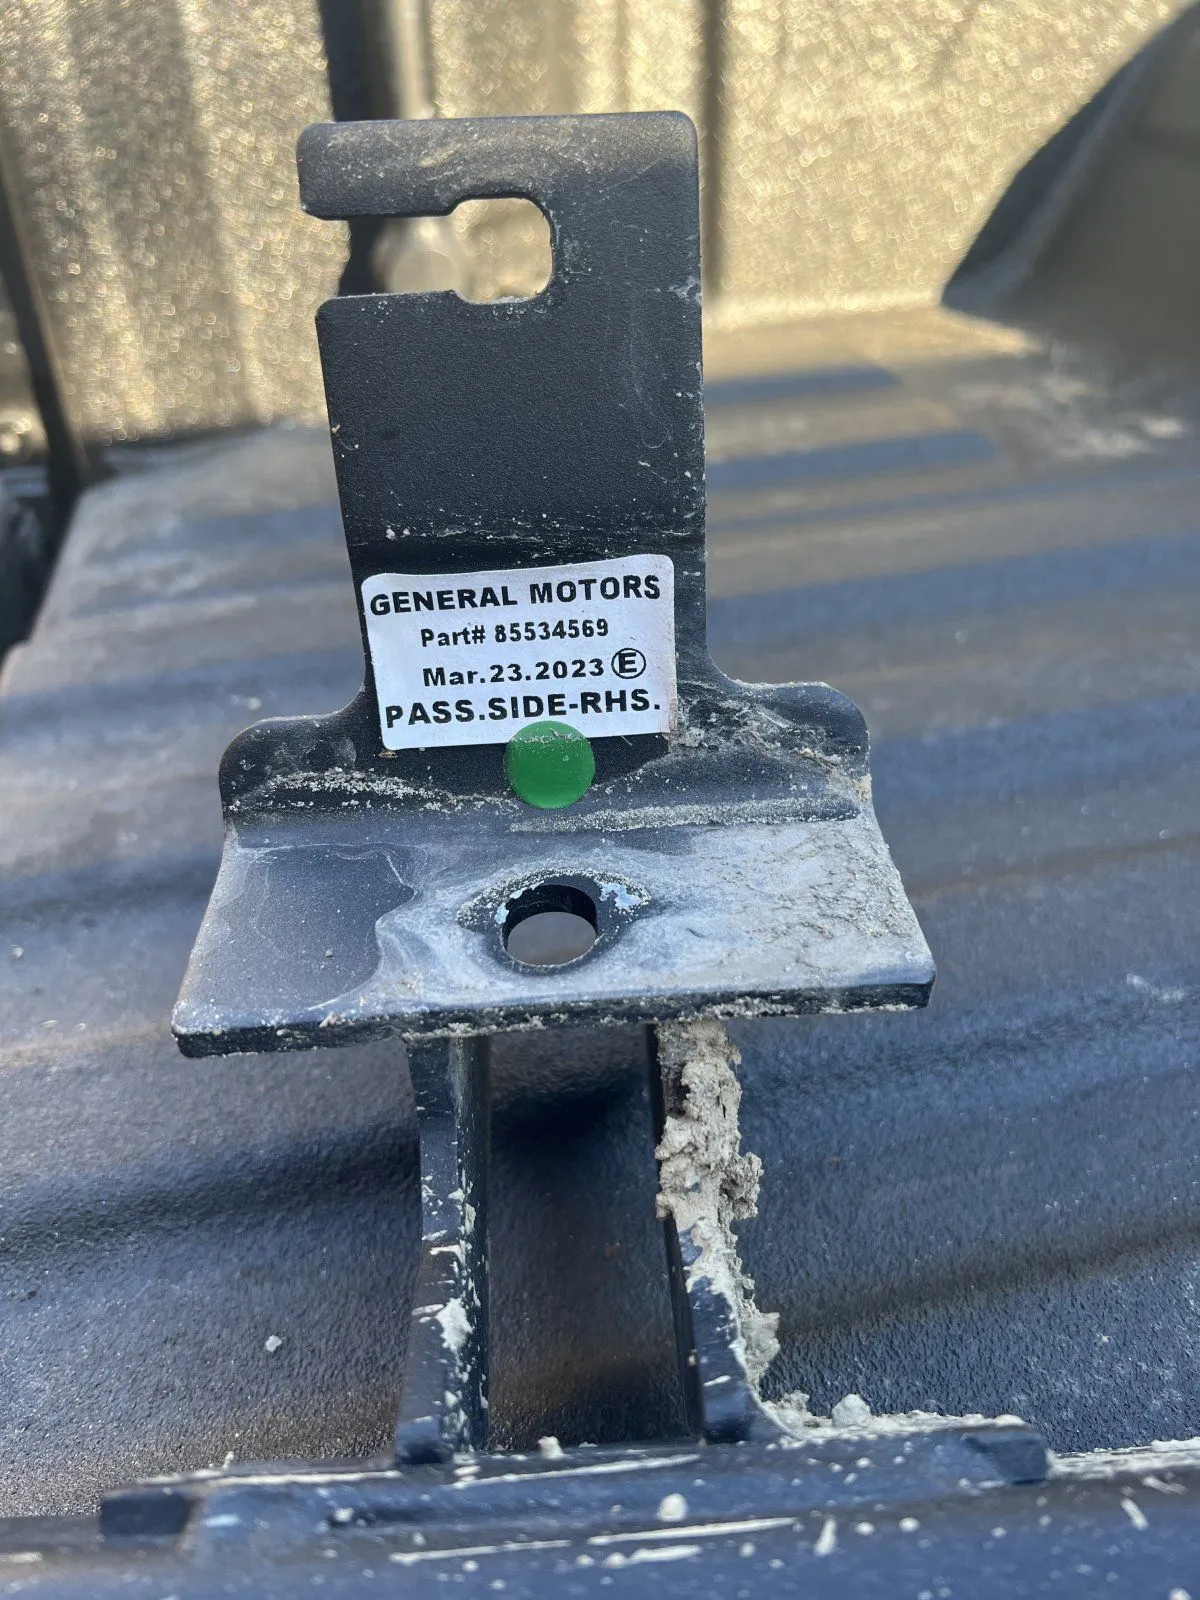 GENERAL MOTORS
Part# 85534569
Mar.23.2023 Ⓔ
PASS.SIDE-RHS.